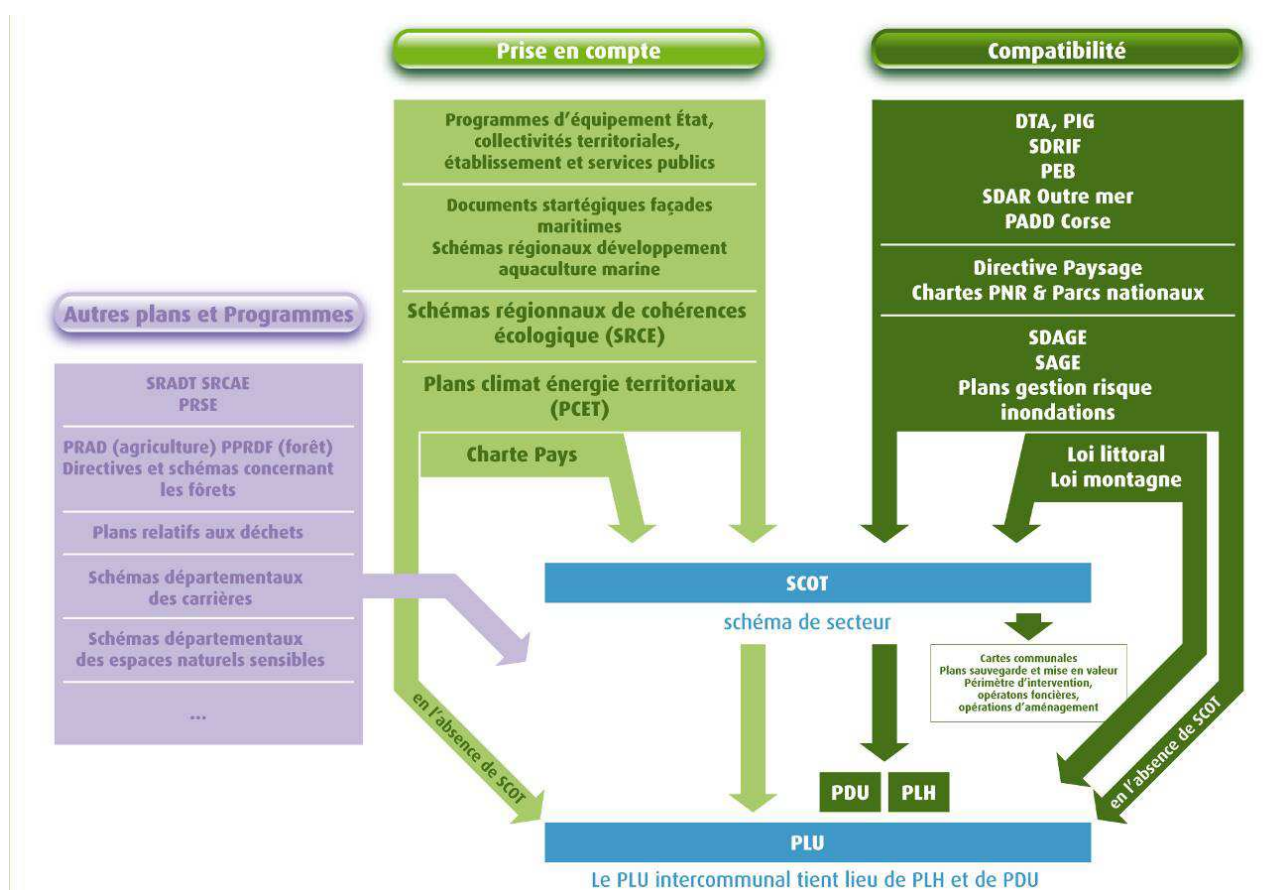 Prise en compte
Programmes d'équipement État,
collectivités territoriales,
établissement et services publics
Documents startégiques façades
maritimes
Schémas régionaux développement
aquaculture marine
Schémas régionnaux de cohérences
écologique (SRCE)
Plans climat énergie territoriaux
(PCET)
Charte Pays
Compatibilité
DTA, PIG
SDRIF
PEB
SDAR Outre mer
PADD Corse
Directive Paysage
Chartes PNR & Parcs nationaux
SDAGE
SAGE
Plans gestion risque
inondations
Loi littoral
Loi montagne
Autres plans et Programmes
SRADT SRCAE
PRSE
PRAD (agriculture) PPRDF (forêt)
Directives et schémas concernant
les fôrets
Plans relatifs aux déchets
Schémas départementaux
des carrières
Schémas départementaux
des espaces naturels sensibles
...
SCOT
schéma de secteur
Cartes communales
Plans sauvegarde et mise en valeur
Périmètre d'intervention,
opératons foncières,
opérations d'aménagement
en l'absence de SCOT
en l'absence de SCOT
PDU
PLH
PLU
Le PLU intercommunal tient lieu de PLH et de PDU